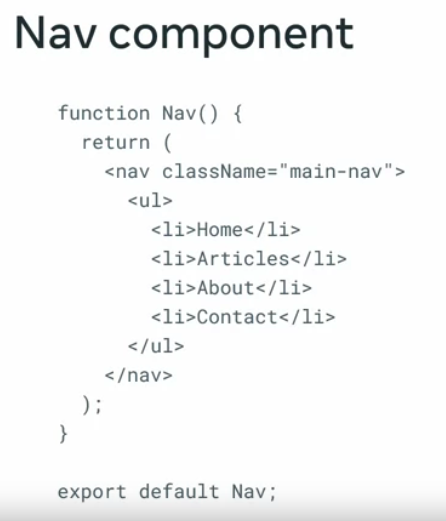 Nav component
function Nav() {
  return (
    <nav className="main-nav">
      <ul>
        <li>Home</li>
        <li>Articles</li>
        <li>About</li>
        <li>Contact</li>
      </ul>
    </nav>
  );
}
export default Nav;